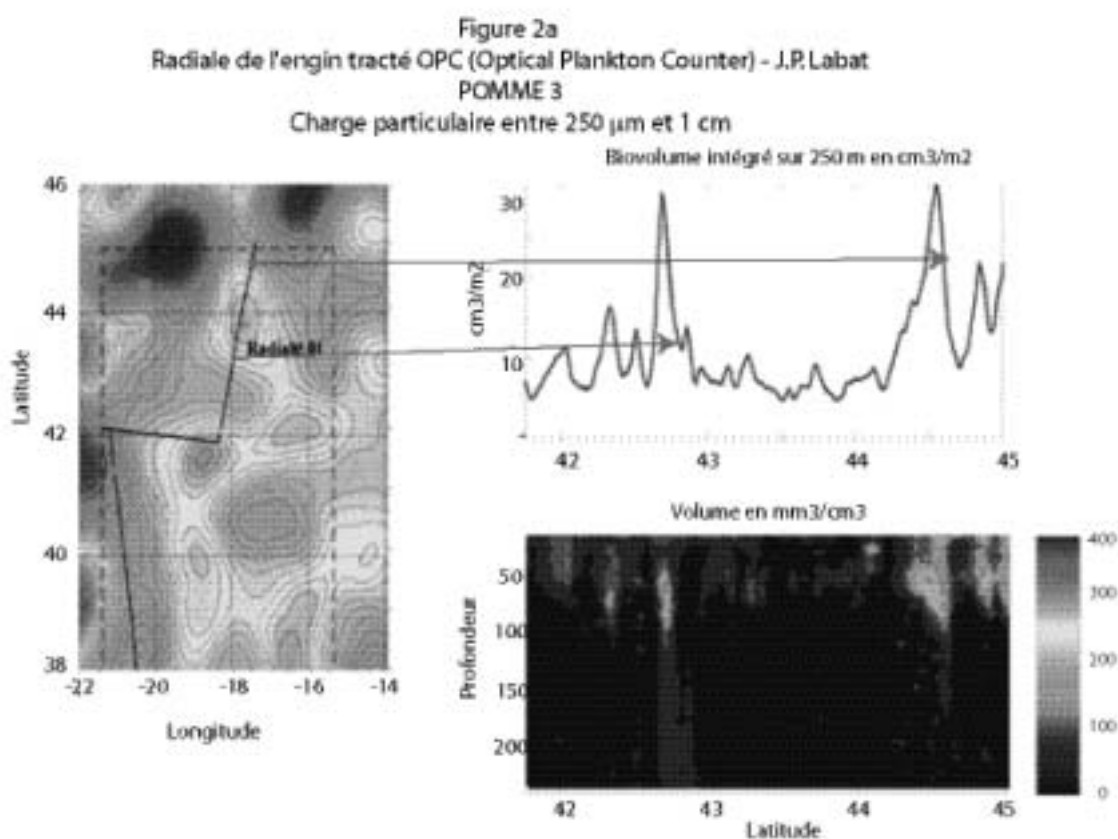 Figure 2a
Radiale de l'engin tracté OPC (Optical Plankton Counter) - J.P. Labat
POMME 3
Charge particulaire entre 250 µm et 1 cm
Biovolume intégré sur 250 m en cm3/m2
46
44
42
40
38
Latitude
-22
-20
-18
-16
-14
Longitude
Radiale
30
20
10
cm3/m2
42
43
44
45
Volume en mm3/cm3
50
100
150
200
Profondeur
42
43
44
45
Latitude
400
300
200
100
0